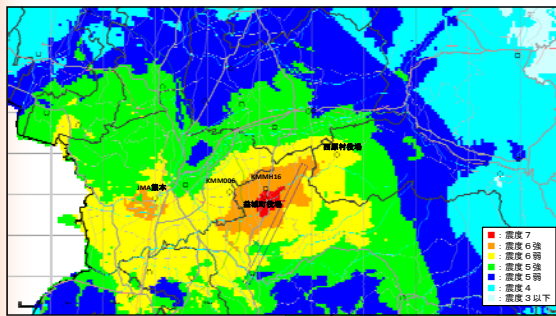 西原村役場
KMMH16
KMM006
JMA熊本
益城町役場
：震度７
：震度６強
：震度６弱
：震度５強
：震度５弱
：震度４
：震度３以下